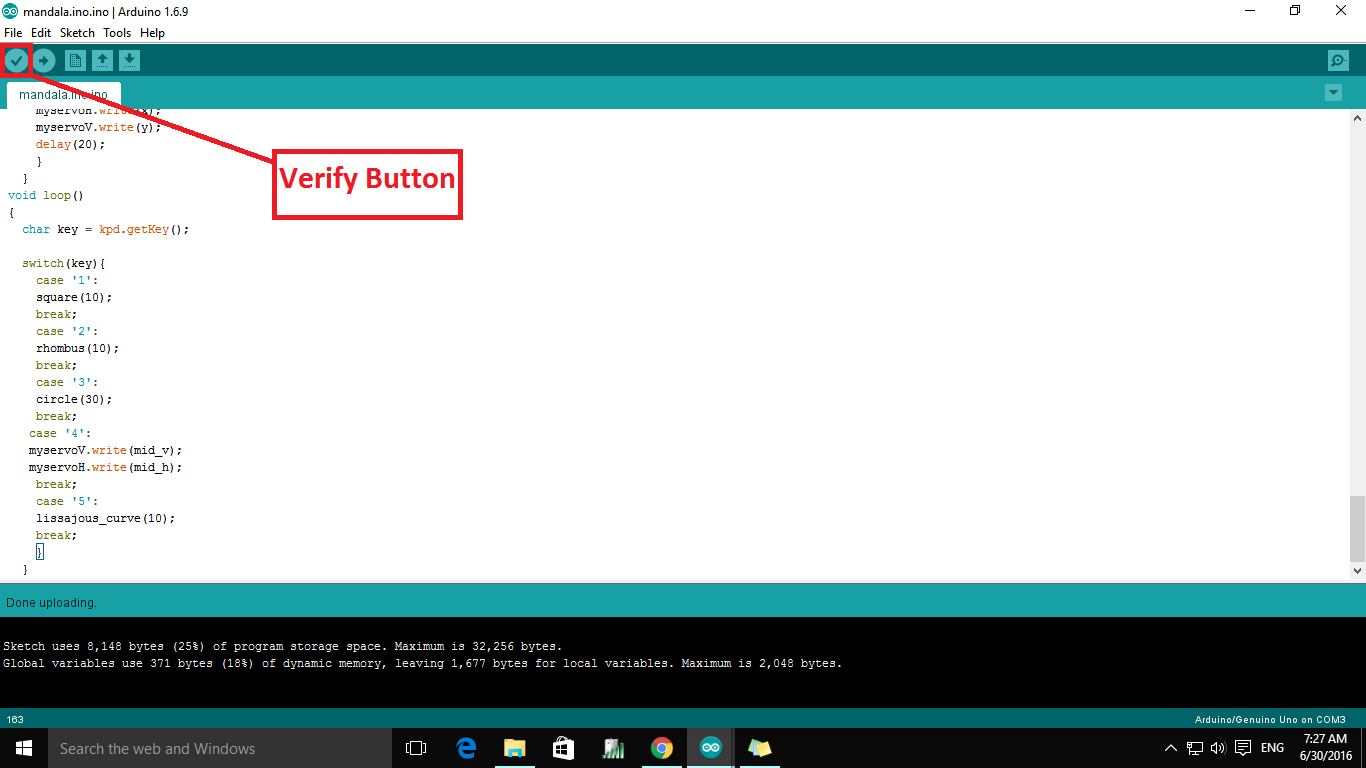 mandala.ino.ino | Arduino 1.6.9
File Edit Sketch Tools Help
mandala.ino.ino
myservoH.write(x);
myservoV.write(y);
delay(20);
}
}
Verify Button
void loop()
{
char key = kpd.getKey();
switch(key){
case '1':
square(10);
break;
case '2':
rhombus(10);
break;
case '3':
circle(30);
break;
case '4':
myservoV.write(mid_v);
myservoH.write(mid_h);
break;
case '5':
lissajous_curve(10);
break;
}
}
Done uploading.
Sketch uses 8,148 bytes (25%) of program storage space. Maximum is 32,256 bytes.
Global variables use 371 bytes (18%) of dynamic memory, leaving 1,677 bytes for local variables. Maximum is 2,048 bytes.
163 Arduino/Genuino Uno on COM3
Search the web and Windows
ENG
7:27 AM
6/30/2016